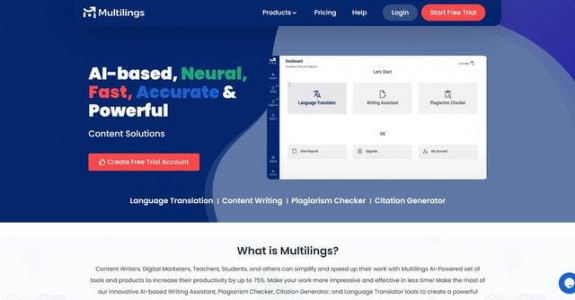 Multilings
Products
Pricing
Help
Login
Start Free Trial
AI-based, Neural,
Fast, Accurate &
Powerful
Content Solutions
Create Free Trial Account
Dashboard
Let's Start
Language Translator
Writing Assistant
Plagiarism Checker
OR
View Reports
Upgrade
My Account
Language Translation | Content Writing | Plagiarism Checker | Citation Generator
What is Multilings?
Content Writers, Digital Marketers, Teachers, Students, and others can simplify and speed up their work with Multilings AI-Powered set of
tools and products to increase their productivity by up to 75%. Make your work more impressive and effective in less time! Make the most of
our innovative AI-based Writing Assistant, Plagiarism Checker, Citation Generator, and Language Translator tools to create a powerful